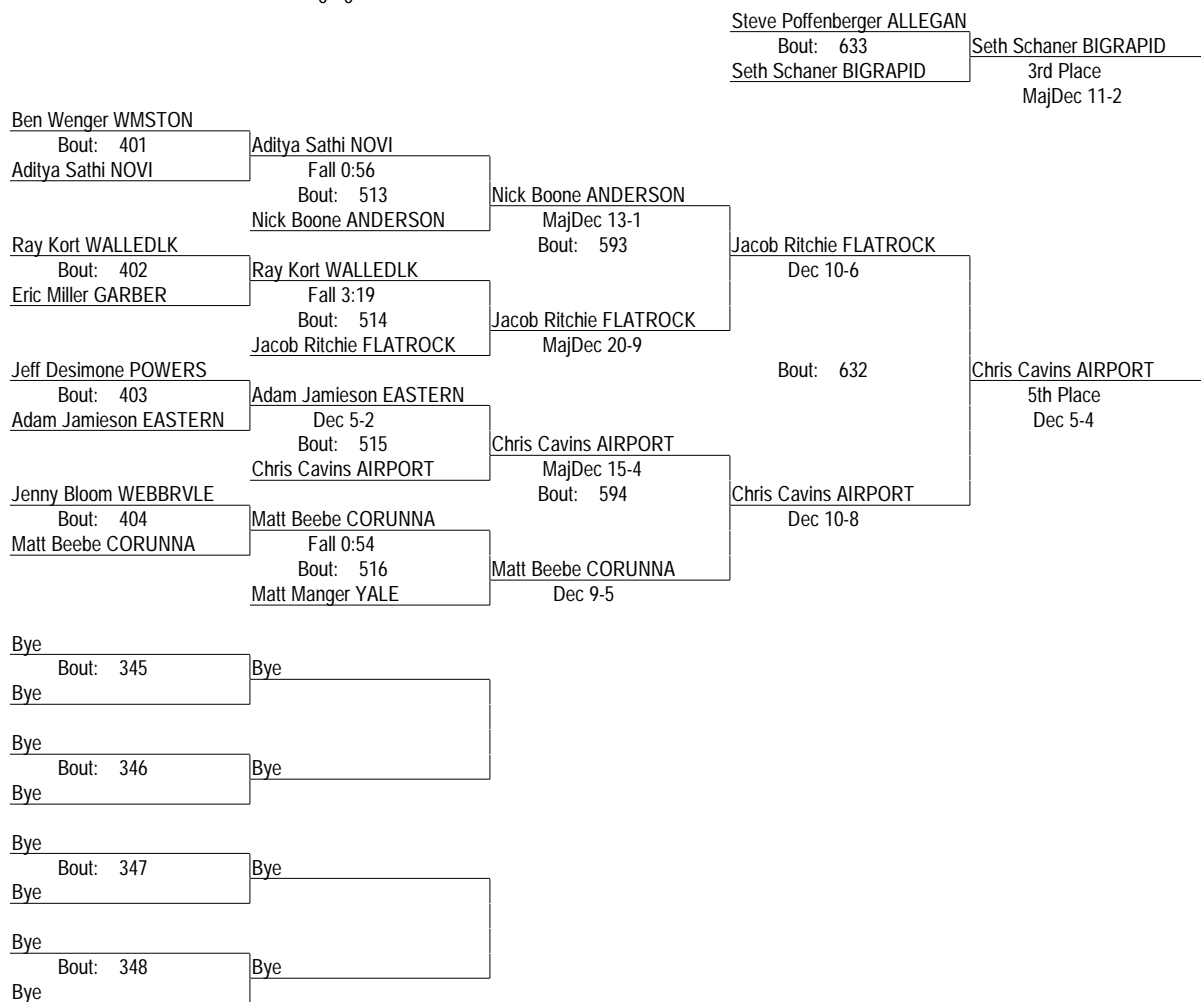 Steve Poffenberger ALLEGAN
Bout: 633
Seth Schaner BIGRAPID
Seth Schaner BIGRAPID
3rd Place
MajDec 11-2
Ben Wenger WMSTON
Bout: 401
Aditya Sathi NOVI
Aditya Sathi NOVI
Fall 0:56
Bout: 513
Nick Boone ANDERSON
Nick Boone ANDERSON
MajDec 13-1
Bout: 593
Ray Kort WALLEDLK
Bout: 402
Eric Miller GARBER
Ray Kort WALLEDLK
Fall 3:19
Bout: 514
Jacob Ritchie FLATROCK
Jacob Ritchie FLATROCK
MajDec 20-9
Jacob Ritchie FLATROCK
Dec 10-6
Bout: 632
Jeff Desimone POWERS
Bout: 403
Adam Jamieson EASTERN
Adam Jamieson EASTERN
Dec 5-2
Bout: 515
Chris Cavins AIRPORT
Chris Cavins AIRPORT
MajDec 15-4
Bout: 594
Chris Cavins AIRPORT
5th Place
Dec 5-4
Jenny Bloom WEBBRVLE
Bout: 404
Matt Beebe CORUNNA
Matt Beebe CORUNNA
Fall 0:54
Bout: 516
Matt Manger YALE
Matt Beebe CORUNNA
Dec 9-5
Chris Cavins AIRPORT
Dec 10-8
Bye
Bout: 345
Bye
Bye
Bye
Bout: 346
Bye
Bye
Bye
Bout: 347
Bye
Bye
Bye
Bout: 348
Bye
Bye